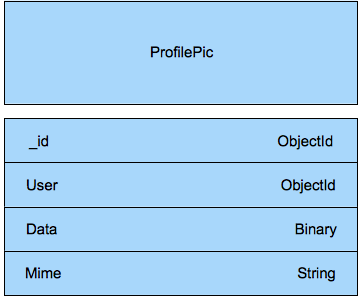 ProfilePic
_id ObjectId
User ObjectId
Data Binary
Mime String